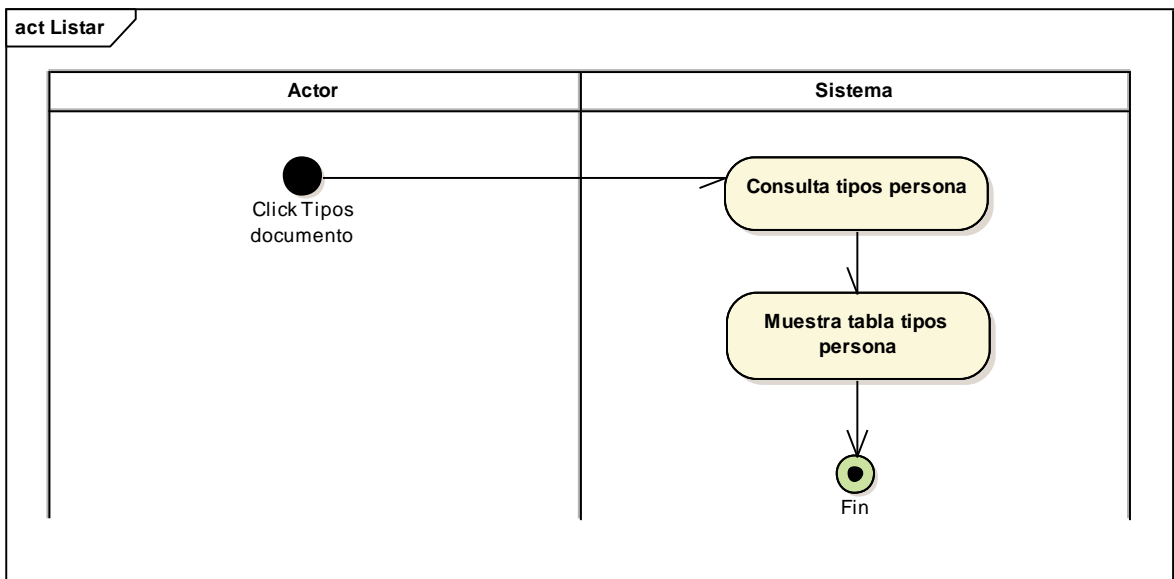 act Listar
Actor
Sistema
Click Tipos
documento
Consulta tipos persona
Muestra tabla tipos
persona
Fin